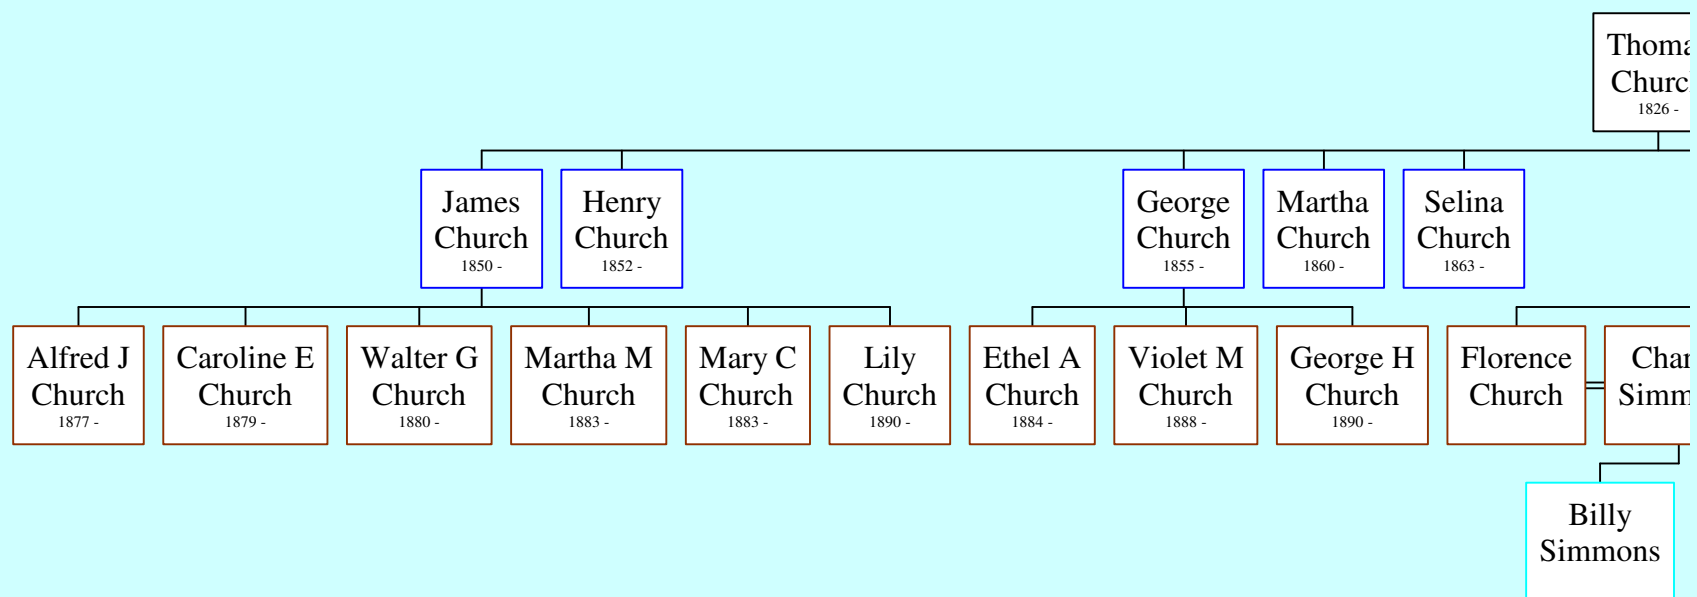 Thoma
Churc
1826 -
James
Church
1850 -
Henry
Church
1852 -
George
Church
1855 -
Martha
Church
1860 -
Selina
Church
1863 -
Alfred J
Church
1877 -
Caroline E
Church
1879 -
Walter G
Church
1880 -
Martha M
Church
1883 -
Mary C
Church
1883 -
Lily
Church
1890 -
Ethel A
Church
1884 -
Violet M
Church
1888 -
George H
Church
1890 -
Florence
Church
Char
Simm
Billy
Simmons